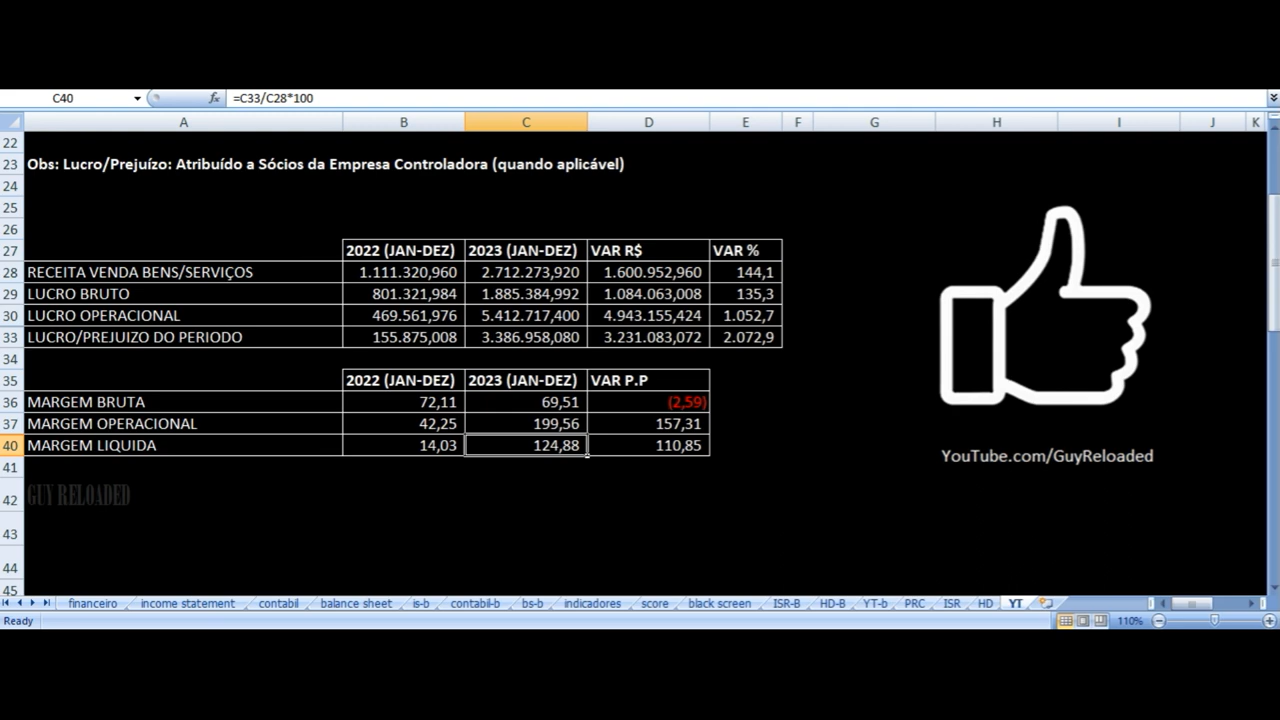 C40 fx =C33/C28*100
A B C D E F G H I J K
22
23 Obs: Lucro/Prejuízo: Atribuído a Sócios da Empresa Controladora (quando aplicável)
24
25
26
27 2022 (JAN-DEZ) 2023 (JAN-DEZ) VAR R$ VAR %
28 RECEITA VENDA BENS/SERVIÇOS 1.111.320,960 2.712.273,920 1.600.952,960 144,1
29 LUCRO BRUTO 801.321,984 1.885.384,992 1.084.063,008 135,3
30 LUCRO OPERACIONAL 469.561,976 5.412.717,400 4.943.155,424 1.052,7
33 LUCRO/PREJUIZO DO PERIODO 155.875,008 3.386.958,080 3.231.083,072 2.072,9
34
35 2022 (JAN-DEZ) 2023 (JAN-DEZ) VAR P.P
36 MARGEM BRUTA 72,11 69,51 (2,59)
37 MARGEM OPERACIONAL 42,25 199,56 157,31
40 MARGEM LIQUIDA 14,03 124,88 110,85
YouTube.com/GuyReloaded
41
42 GUY RELOADED
43
44
45
financeiro income statement contabil balance sheet is-b contabil-b bs-b indicadores score black screen ISR-B HD-B YT-b PRC ISR HD YT
Ready 110%